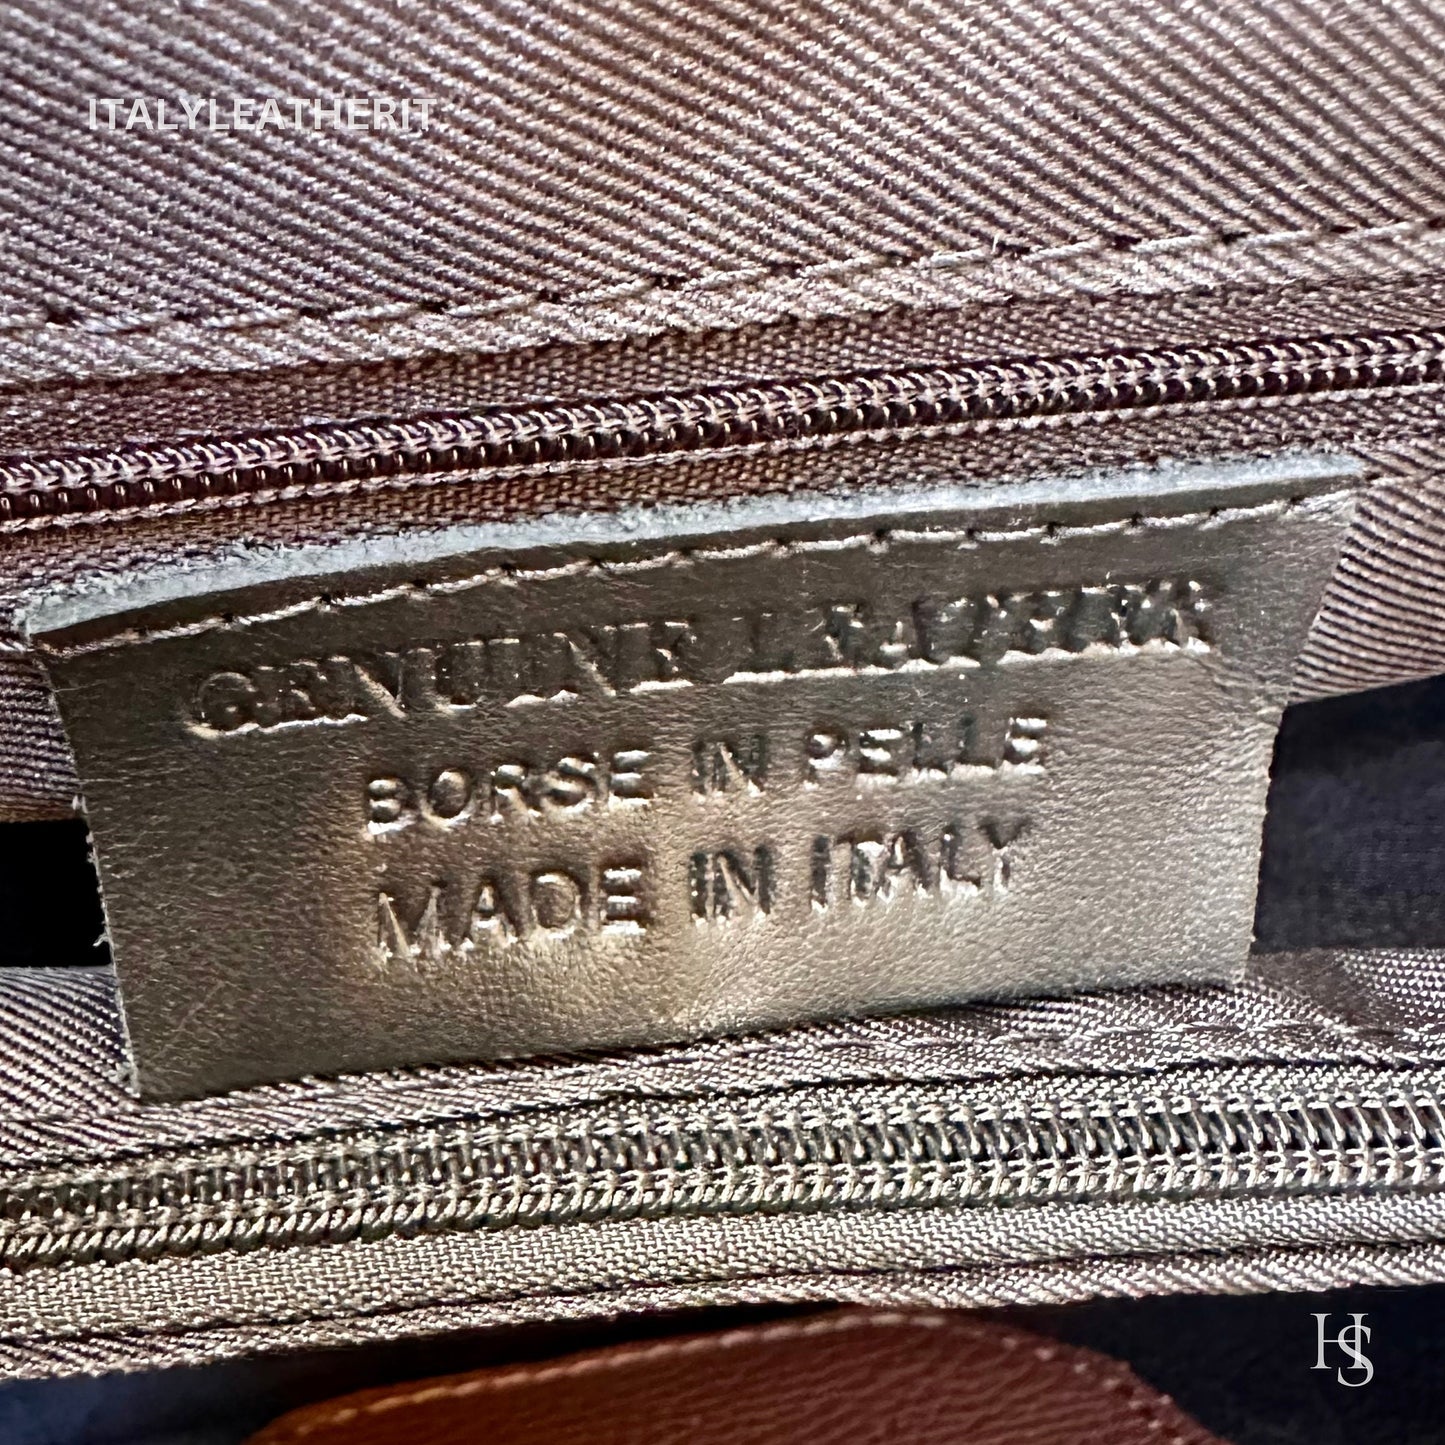 ITALYLEATHERIT
GENUINE LEATHER
BORSE IN PELLE
MADE IN ITALY
HS